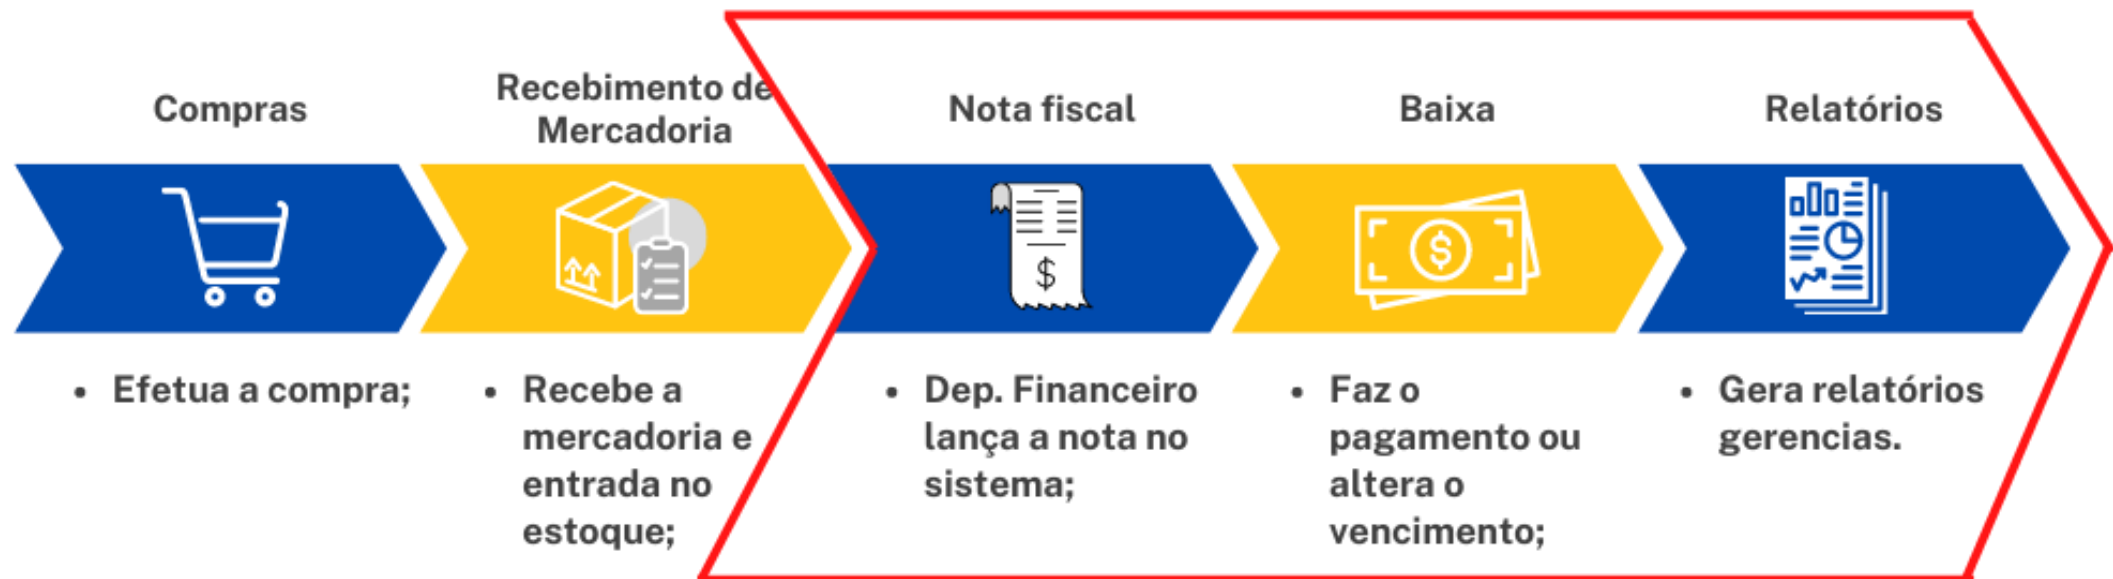 Compras
Recebimento de
Mercadoria
Nota fiscal
Baixa
Relatórios
$
$
• Efetua a compra;
• Recebe a
mercadoria e
entrada no
estoque;
• Dep. Financeiro
lança a nota no
sistema;
• Faz o
pagamento ou
altera o
vencimento;
• Gera relatórios
gerencias.